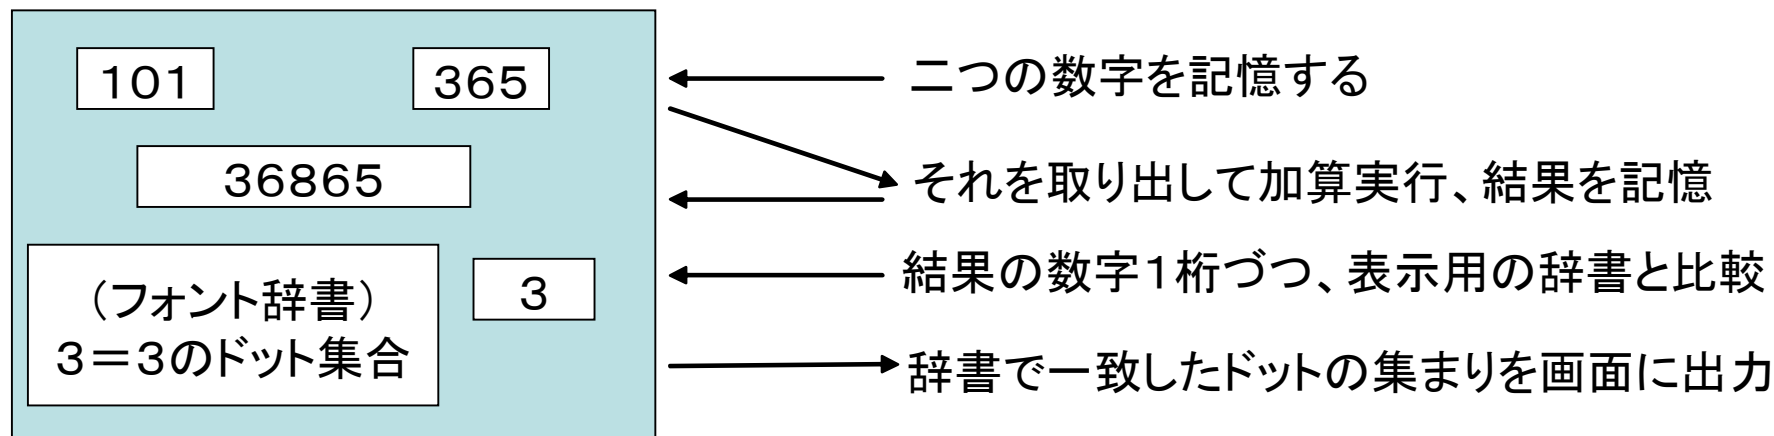 １０１
３６５
二つの数字を記憶する
３６８６５
それを取り出して加算実行、結果を記憶
（フォント辞書）
３＝３のドット集合
３
結果の数字１桁づつ、表示用の辞書と比較
辞書で一致したドットの集まりを画面に出力